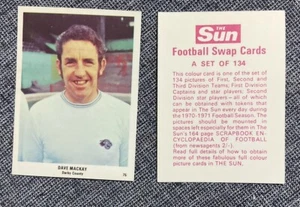 DAVE MACKAY
Derby County
THE
Sun
Football Swap Cards
A SET OF 134
This colour card is one of the set of
134 pictures of First, Second and
Third Division Teams, First Division
Captains and star players. Second
Division star players—all of which
can be obtained with tokens that
appear in The Sun every day during
the 1970-1971 Football Season. The
pictures should be mounted in
spaces left especially for them in The
Sun's 164 page SCRAPBOOK ENCY-
CLOPAEDIA OF FOOTBALL (from
newsagents 2/-).
Read full details of how to obtain
more of these fabulous full colour
picture cards in THE SUN.